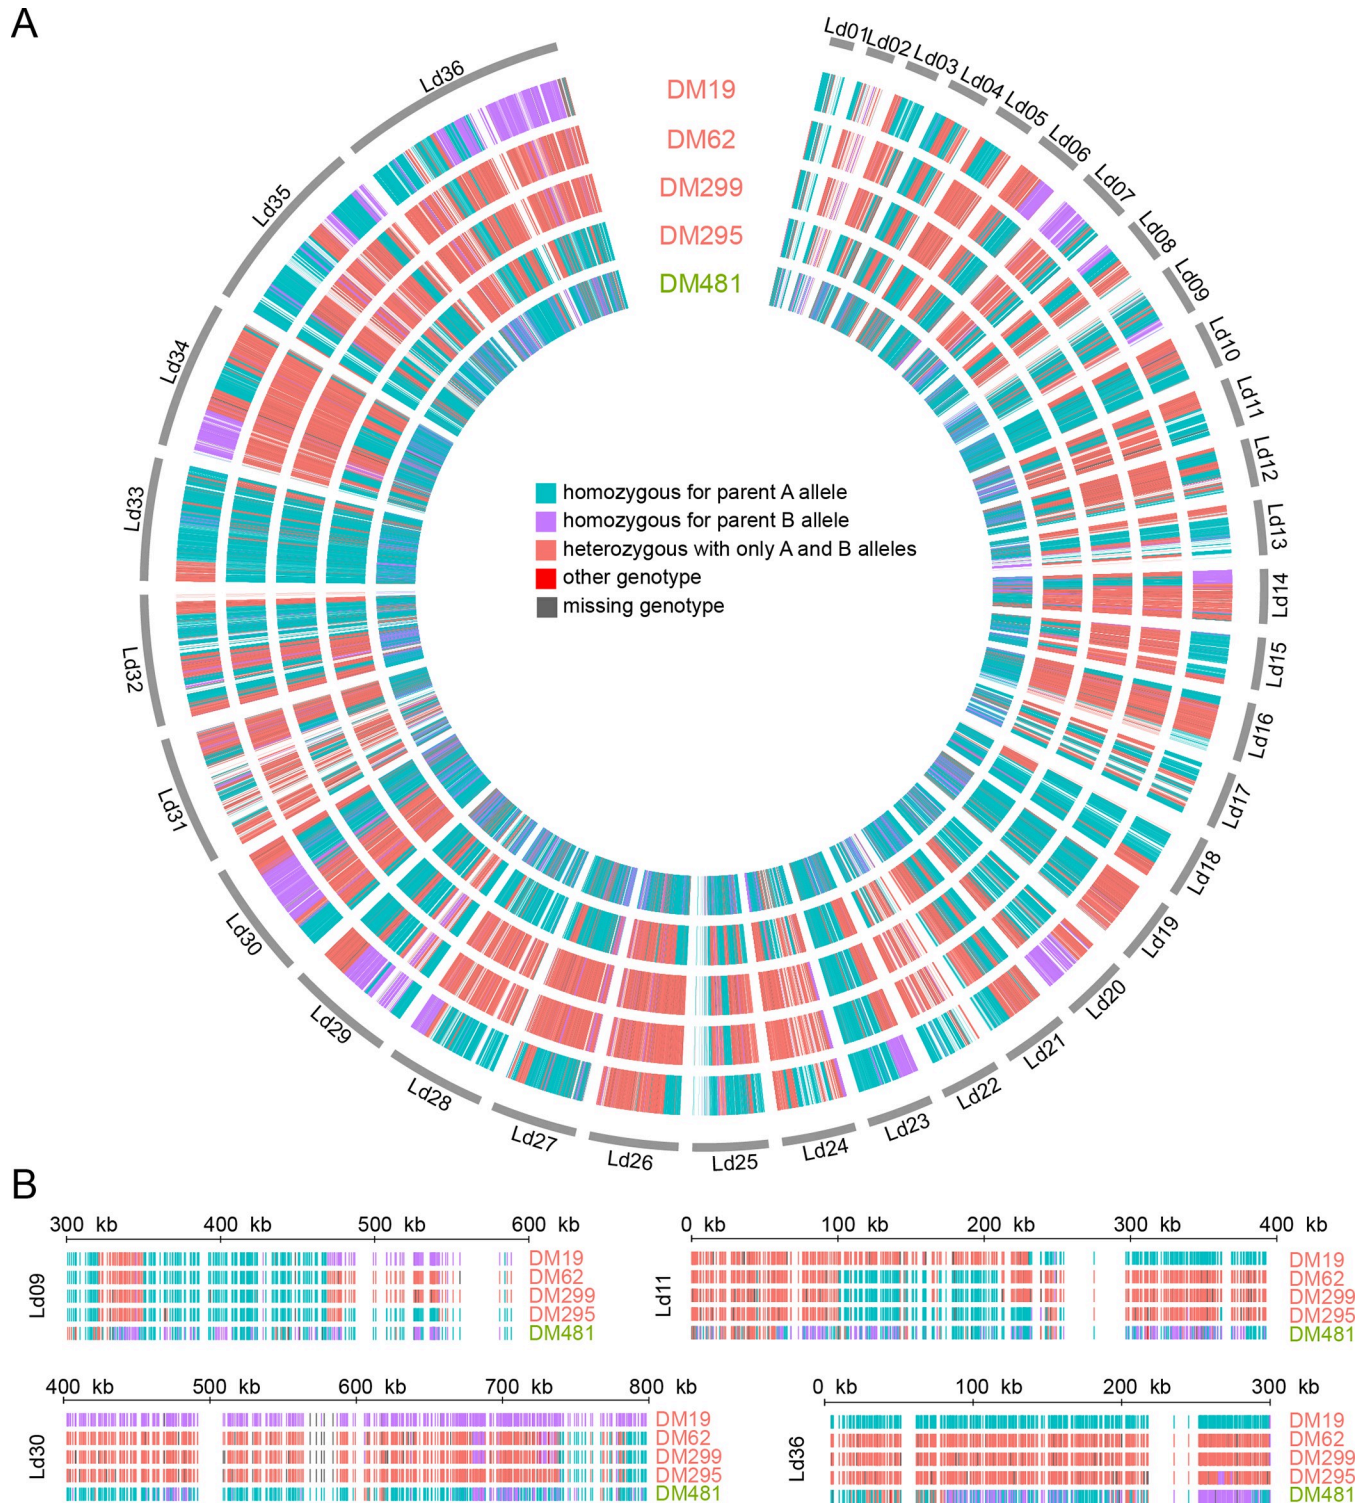 A
Ld01
Ld02
Ld03
Ld04
Ld05
Ld06
Ld07
Ld08
Ld09
Ld10
Ld11
Ld12
Ld13
Ld14
Ld15
Ld16
Ld17
Ld18
Ld19
Ld20
Ld21
Ld22
Ld23
Ld24
Ld25
Ld26
Ld27
Ld28
Ld29
Ld30
Ld31
Ld32
Ld33
Ld34
Ld35
Ld36
DM19
DM62
DM299
DM295
DM481
homozygous for parent A allele
homozygous for parent B allele
heterozygous with only A and B alleles
other genotype
missing genotype
B
300 kb 400 kb 500 kb 600 kb
Ld09
DM19
DM62
DM299
DM295
DM481
0 kb 100 kb 200 kb 300 kb 400 kb
Ld11
DM19
DM62
DM299
DM295
DM481
400 kb 500 kb 600 kb 700 kb 800 kb
Ld30
DM19
DM62
DM299
DM295
DM481
0 kb 100 kb 200 kb 300 kb
Ld36
DM19
DM62
DM299
DM295
DM481